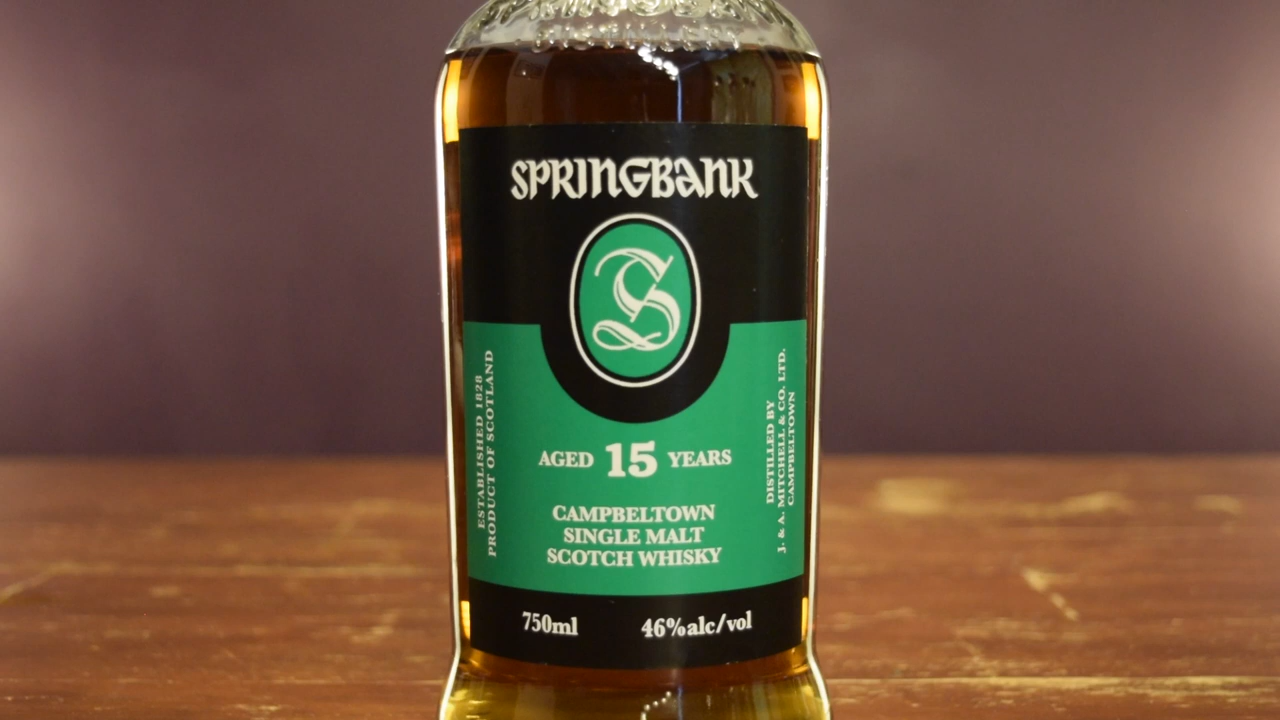 DISTILLERS
SPRINGBANK
S
ESTABLISHED 1828
PRODUCT OF SCOTLAND
AGED 15 YEARS
CAMPBELTOWN
SINGLE MALT
SCOTCH WHISKY
DISTILLED BY
J. & A. MITCHELL & CO. LTD.
CAMPBELTOWN
750ml 46%alc/vol